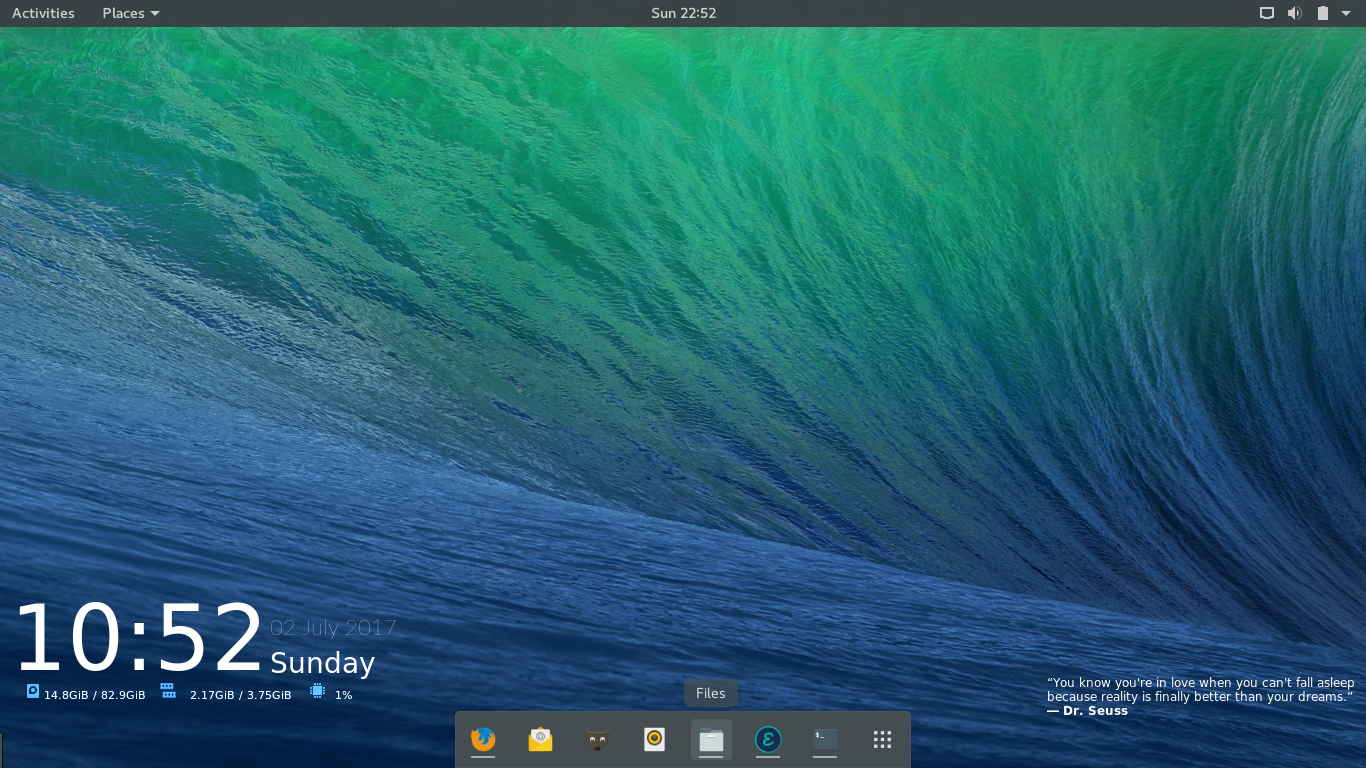 Activities Places Sun 22:52
10:52 02 July 2017
Sunday
14.8GiB / 82.9GiB 2.17GiB / 3.75GiB 1%
“You know you're in love when you can't fall asleep
because reality is finally better than your dreams.”
— Dr. Seuss
Files
$_